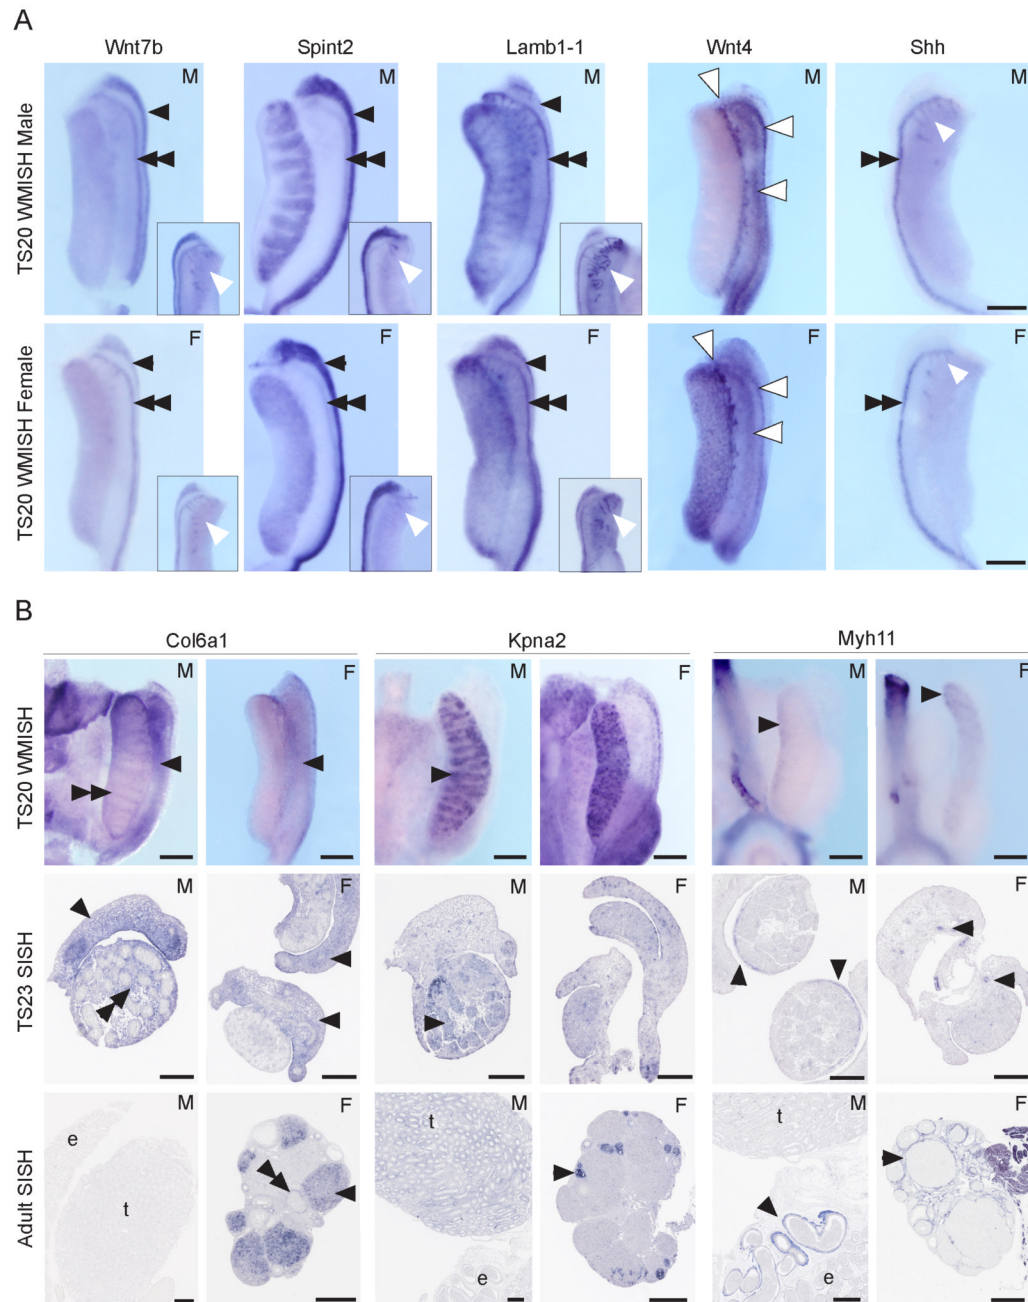 A
Wnt7b Spint2 Lamb1-1 Wnt4 Shh
TS20 WMISH Male
M M M M M
TS20 WMISH Female
F F F F F
B
Col6a1 Kpna2 Myh11
TS20 WMISH
M F M F M F
TS23 SISH
M F M F M F
Adult SISH
M F M F M F
e t t e t e